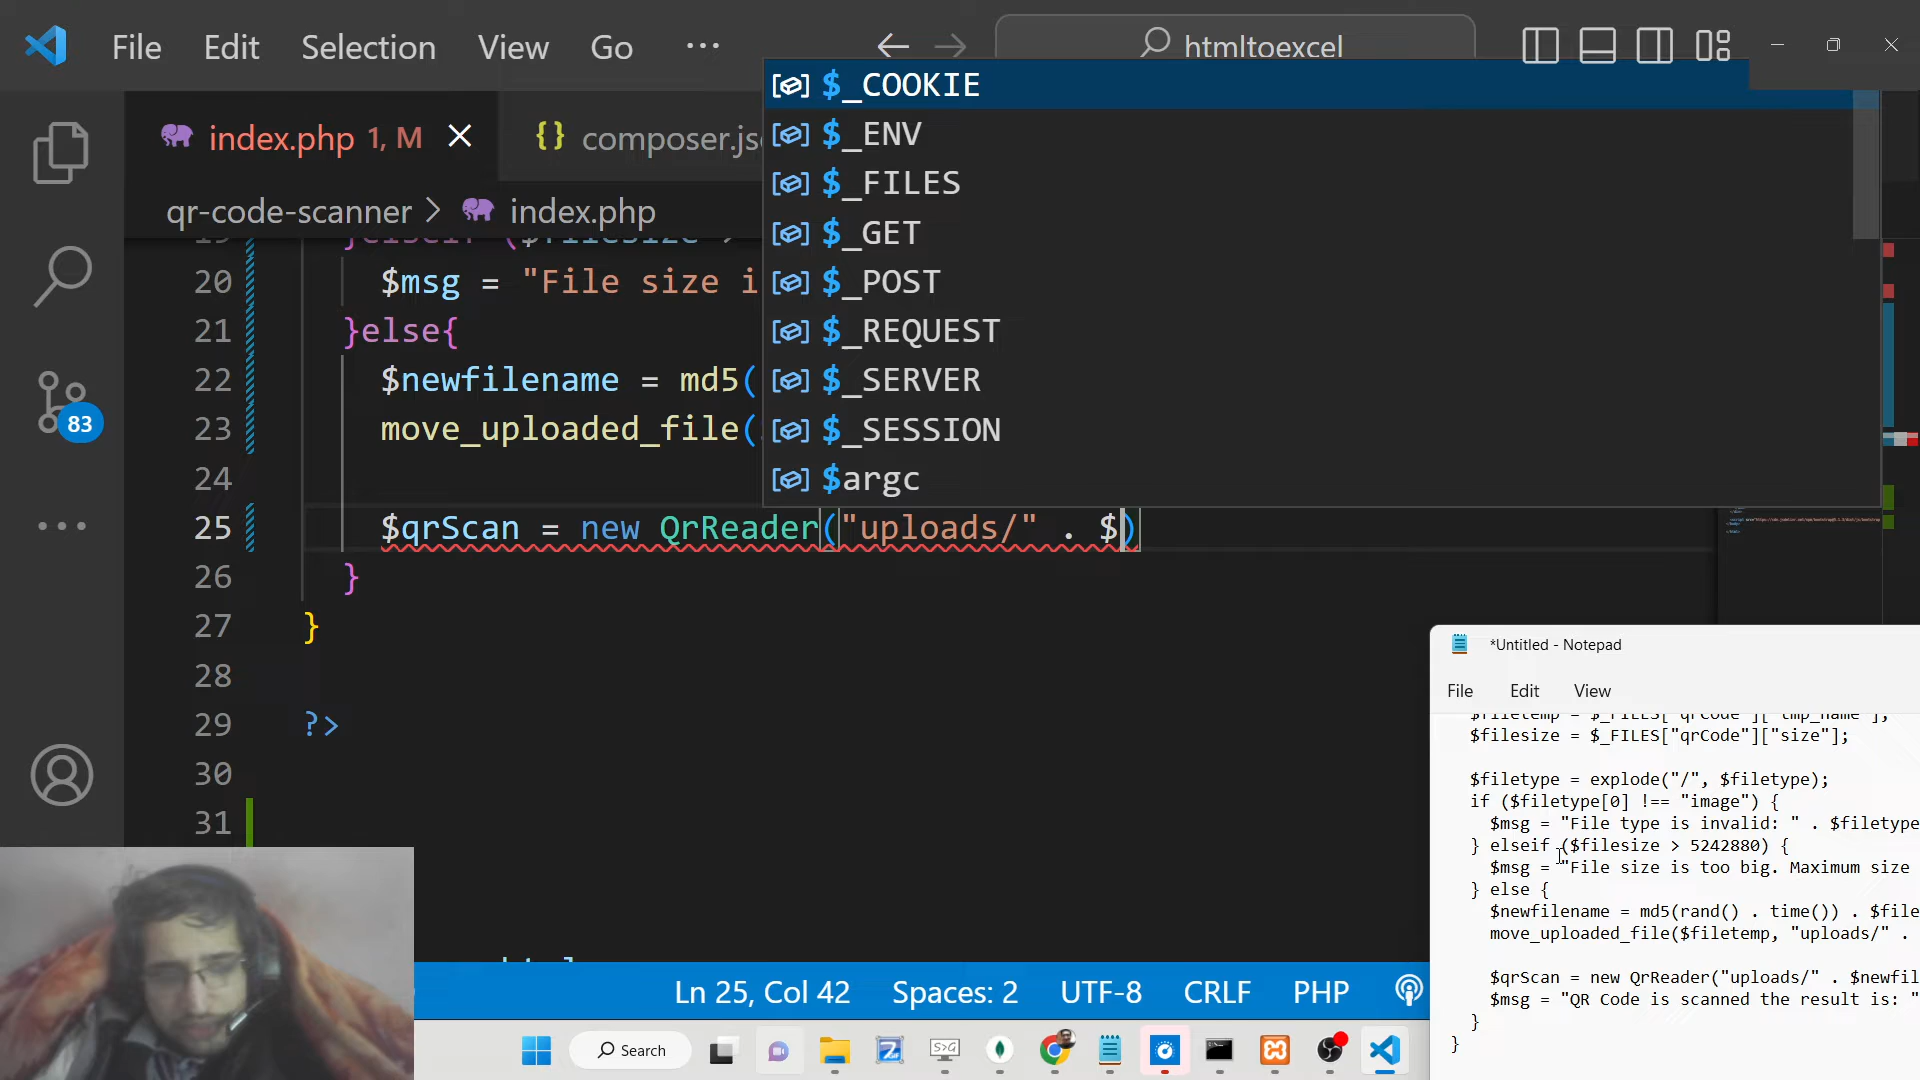 File Edit Selection View Go ··· htmltoexcel
index.php 1, M composer.js
qr-code-scanner > index.php
$_COOKIE
$_ENV
$_FILES
$_GET
$_POST
$_REQUEST
$_SERVER
$_SESSION
$argc
20 $msg = "File size i
21 }else{
22 $newfilename = md5(
23 move_uploaded_file(
24
25 $qrScan = new QrReader("uploads/" . $)
26 }
27 }
28
29 ?>
30
31
83
*Untitled - Notepad
File Edit View
$filetemp = $_FILES["qrCode"]["tmp_name"];
$filesize = $_FILES["qrCode"]["size"];
$filetype = explode("/", $filetype);
if ($filetype[0] !== "image") {
$msg = "File type is invalid: " . $filetype
} elseif ($filesize > 5242880) {
$msg = "File size is too big. Maximum size
} else {
$newfilename = md5(rand() . time()) . $file
move_uploaded_file($filetemp, "uploads/" .
$qrScan = new QrReader("uploads/" . $newfil
$msg = "QR Code is scanned the result is: "
}
}
Ln 25, Col 42 Spaces: 2 UTF-8 CRLF PHP
Search